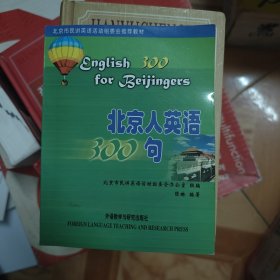 北京市民讲英语活动组委会推荐教材
English 300
for Beijingers
北京人英语
300句
北京市民讲英语活动组委会办公室 组编
编著
外语教学与研究出版社
FOREIGN LANGUAGE TEACHING AND RESEARCH PRESS